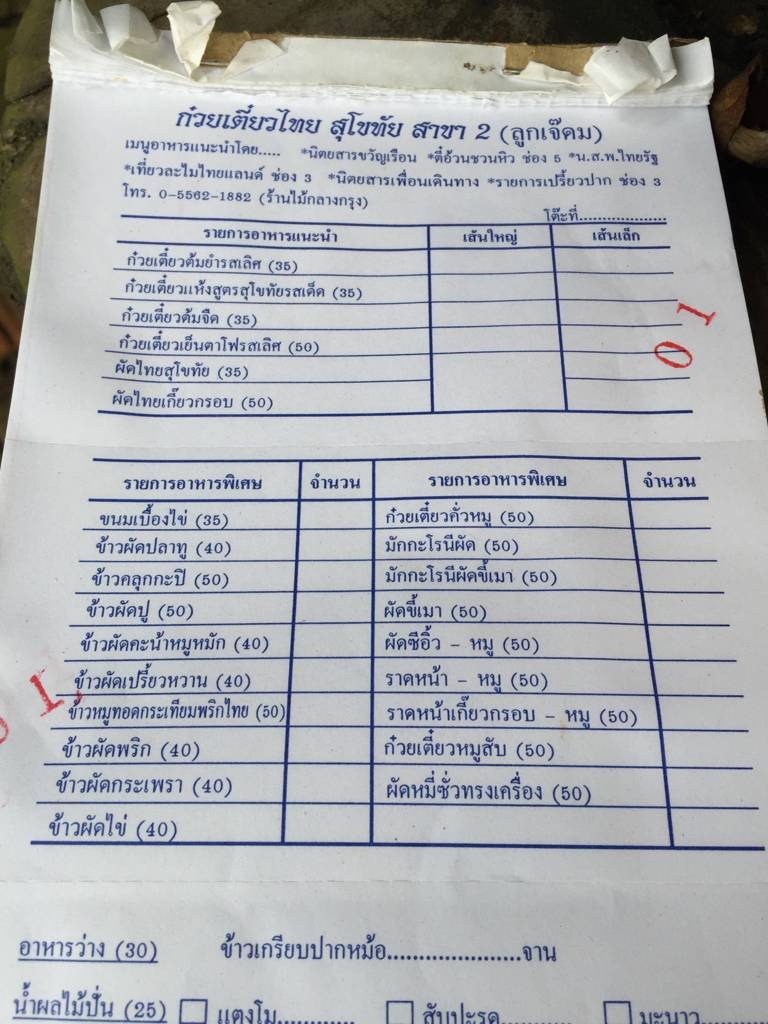 ก๋วยเตี๋ยวไทย สุโขทัย สาขา 2 (ลูกเจ๊คม)
เมนูอาหารแนะนำโดย..... *นิตยสารขวัญเรือน *ตี๋อ้วนชวนหิว ช่อง 5 *น.ส.พ.ไทยรัฐ
*เที่ยวละไมไทยแลนด์ ช่อง 3 *นิตยสารเพื่อนเดินทาง *รายการเปรี้ยวปาก ช่อง 3
โทร. 0-5562-1882 (ร้านไม้กลางกรุง)
โต๊ะที่...................
รายการอาหารแนะนำ เส้นใหญ่ เส้นเล็ก
ก๋วยเตี๋ยวต้มยำรสเลิศ (35)
ก๋วยเตี๋ยวแห้งสูตรสุโขทัยรสเด็ด (35)
ก๋วยเตี๋ยวต้มจืด (35)
01
ก๋วยเตี๋ยวเย็นตาโฟรสเลิศ (50)
ผัดไทยสุโขทัย (35)
ผัดไทยเกี๊ยวกรอบ (50)
รายการอาหารพิเศษ จำนวน รายการอาหารพิเศษ จำนวน
ขนมเบื้องไข่ (35) ก๋วยเตี๋ยวคั่วหมู (50)
ข้าวผัดปลาทู (40) มักกะโรนีผัด (50)
ข้าวคลุกกะปิ (50) มักกะโรนีผัดขี้เมา (50)
ข้าวผัดปู (50) ผัดขี้เมา (50)
ข้าวผัดคะน้าหมูหมัก (40) ผัดซีอิ้ว - หมู (50)
ข้าวผัดเปรี้ยวหวาน (40) ราดหน้า - หมู (50)
ข้าวหมูทอดกระเทียมพริกไทย (50) ราดหน้าเกี๊ยวกรอบ - หมู (50)
ข้าวผัดพริก (40) ก๋วยเตี๋ยวหมูสับ (50)
ข้าวผัดกระเพรา (40) ผัดหมี่ซั่วทรงเครื่อง (50)
ข้าวผัดไข่ (40)
อาหารว่าง (30) ข้าวเกรียบปากหม้อ......................จาน
น้ำผลไม้ปั่น (25) แตงโม............. สับปะรด............ มะนาว............